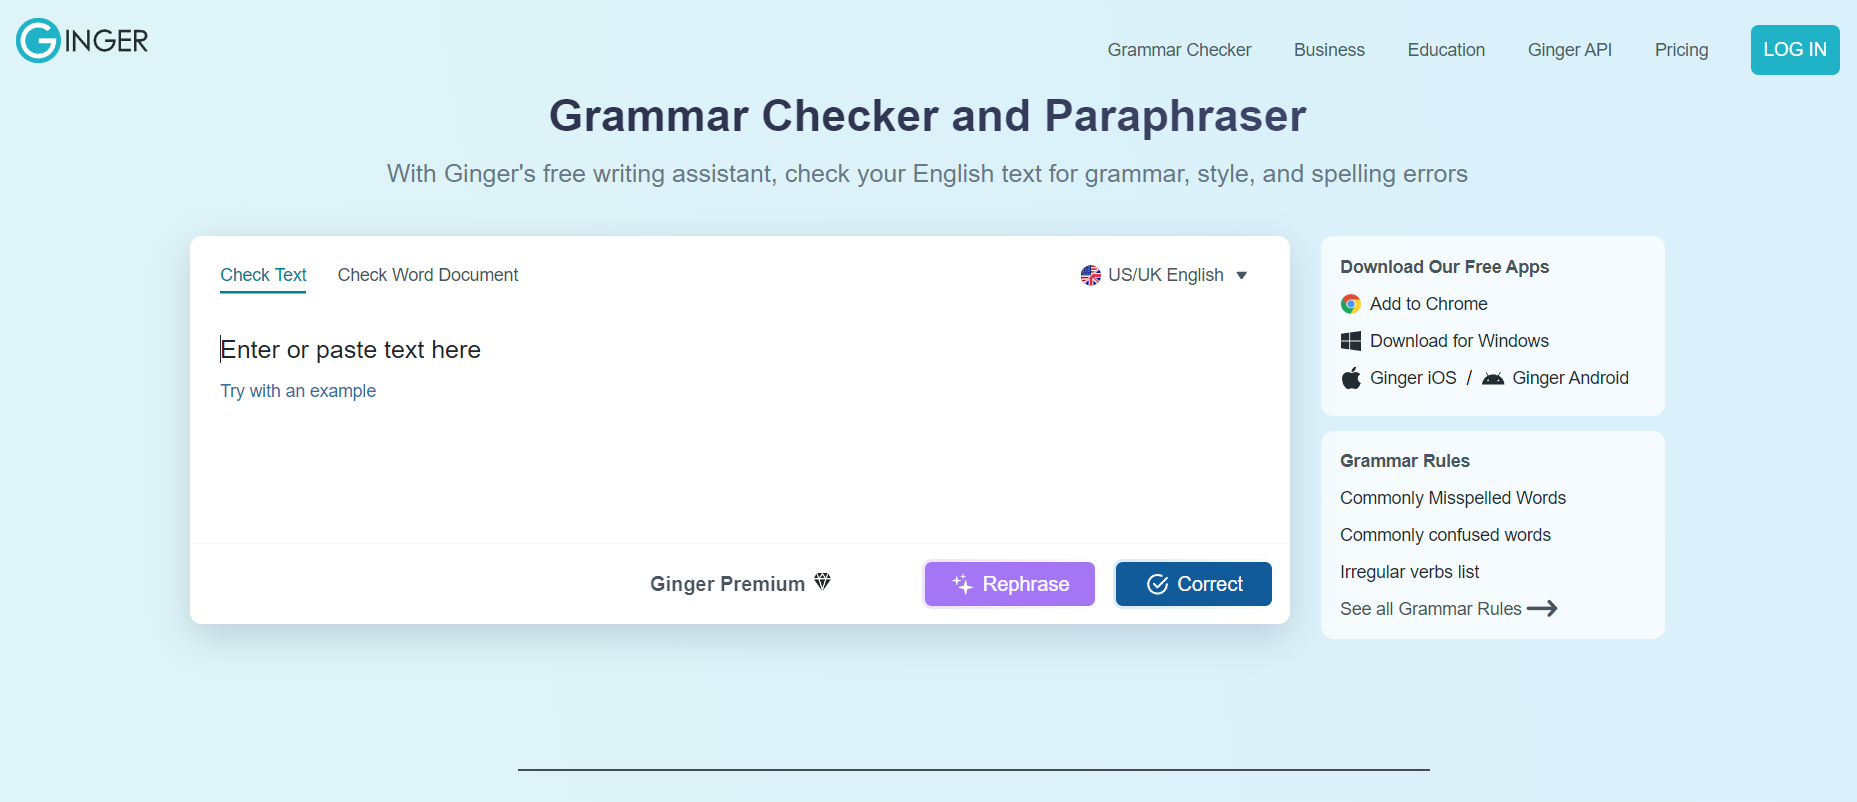 GINGER
Grammar Checker Business Education Ginger API Pricing LOG IN
Grammar Checker and Paraphraser
With Ginger's free writing assistant, check your English text for grammar, style, and spelling errors
Check Text Check Word Document US/UK English
Enter or paste text here
Try with an example
Ginger Premium Rephrase Correct
Download Our Free Apps
Add to Chrome
Download for Windows
Ginger iOS / Ginger Android
Grammar Rules
Commonly Misspelled Words
Commonly confused words
Irregular verbs list
See all Grammar Rules